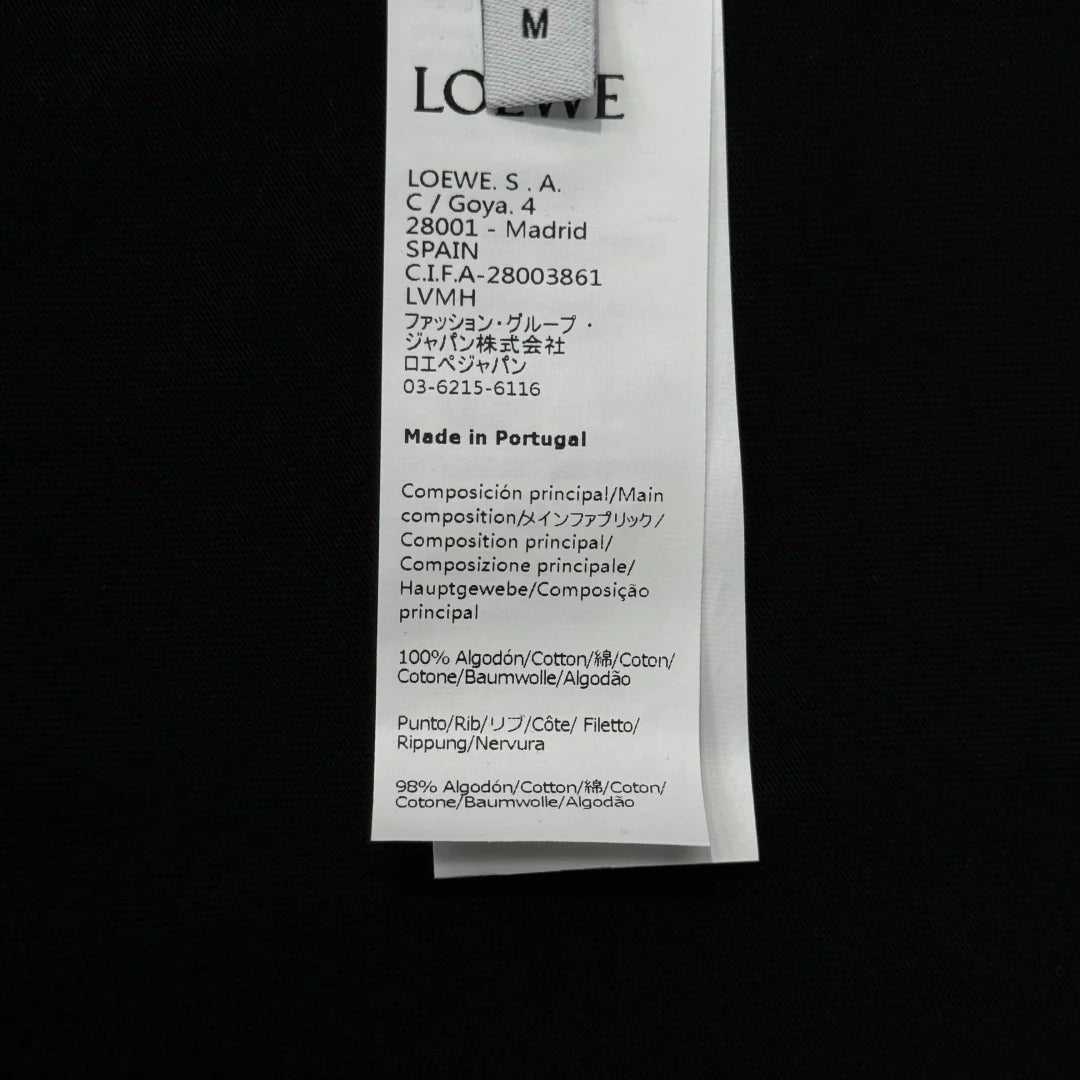 M
LOEWE
LOEWE. S . A.
C / Goya. 4
28001 - Madrid
SPAIN
C.I.F.A-28003861
LVMH
ファッション・グループ ・
ジャパン株式会社
ロエペジャパン
03-6215-6116
Made in Portugal
Composición principal/Main
composition/メインファプリック/
Composition principal/
Composizione principale/
Hauptgewebe/Composição
principal
100% Algodón/Cotton/綿/Coton/
Cotone/Baumwolle/Algodão
Punto/Rib/リブ/Côte/ Filetto/
Rippung/Nervura
98% Algodón/Cotton/綿/Coton/
Cotone/Baumwolle/Algodão